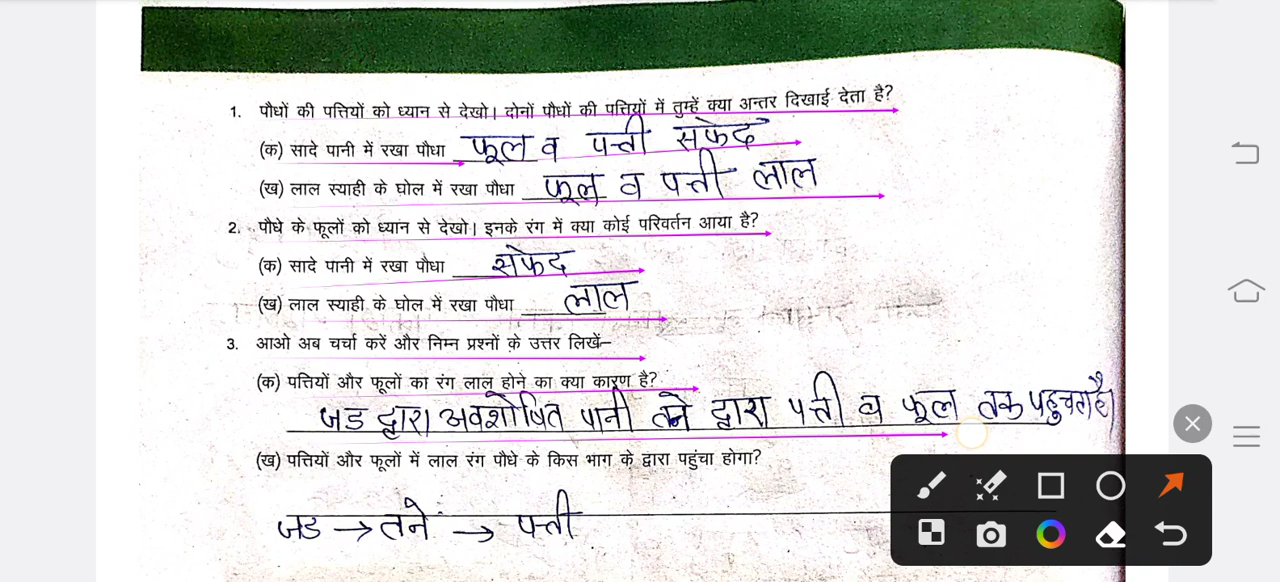 1. पौधों की पत्तियों को ध्यान से देखो। दोनों पौधों की पत्तियों में तुम्हें क्या अन्तर दिखाई देता है?
(क) सादे पानी में रखा पौधा फूल व पत्ती सफेद
(ख) लाल स्याही के घोल में रखा पौधा फूल व पत्ती लाल
2. पौधे के फूलों को ध्यान से देखो। इनके रंग में क्या कोई परिवर्तन आया है?
(क) सादे पानी में रखा पौधा सफेद
(ख) लाल स्याही के घोल में रखा पौधा लाल
3. आओ अब चर्चा करें और निम्न प्रश्नों के उत्तर लिखें–
(क) पत्तियों और फूलों का रंग लाल होने का क्या कारण है?
जड द्वारा अवशोषित पानी तने द्वारा पत्ती व फूल तक पहुचता है।
(ख) पत्तियों और फूलों में लाल रंग पौधे के किस भाग के द्वारा पहुंचा होगा?
जड → तने → पत्ती